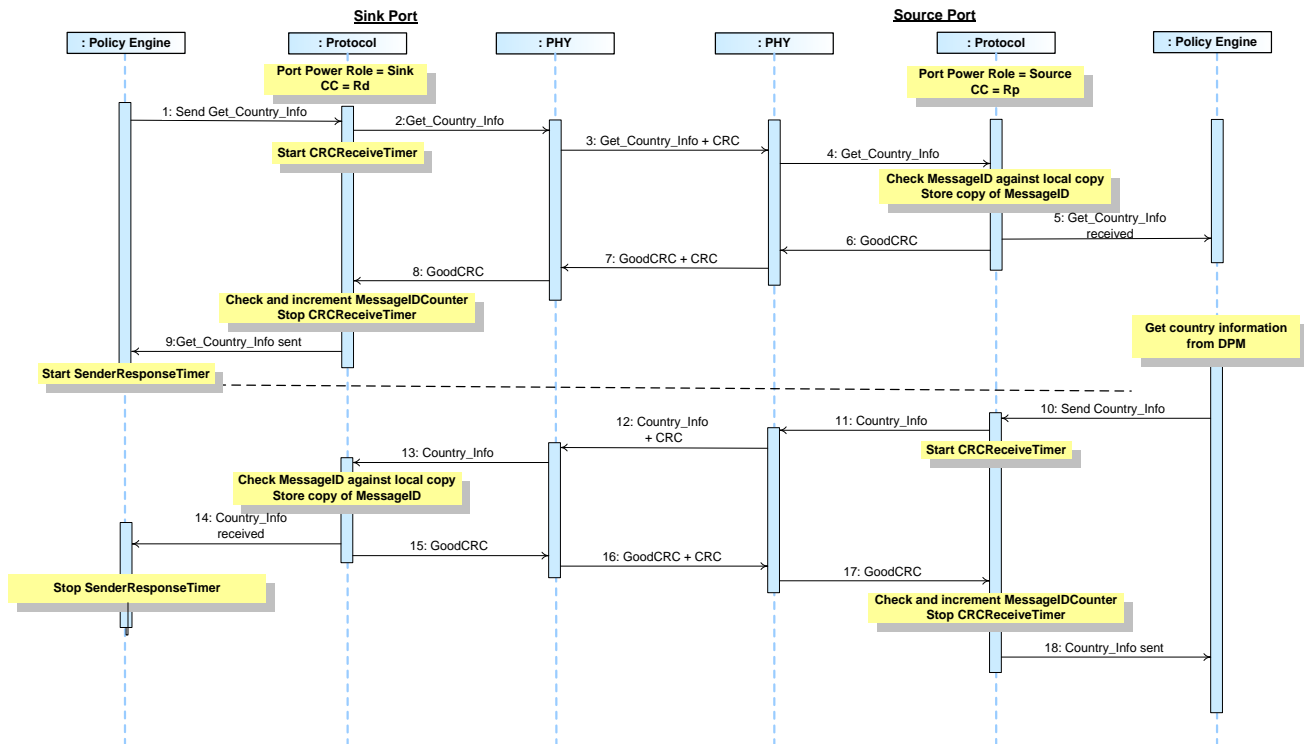 Sink Port
Source Port
: Policy Engine
: Protocol
: PHY
: PHY
: Protocol
: Policy Engine
Port Power Role = Sink
CC = Rd
Port Power Role = Source
CC = Rp
1: Send Get_Country_Info
2:Get_Country_Info
Start CRCReceiveTimer
3: Get_Country_Info + CRC
4: Get_Country_Info
Check MessageID against local copy
Store copy of MessageID
5: Get_Country_Info
received
6: GoodCRC
7: GoodCRC + CRC
8: GoodCRC
Check and increment MessageIDCounter
Stop CRCReceiveTimer
9:Get_Country_Info sent
Start SenderResponseTimer
Get country information
from DPM
10: Send Country_Info
11: Country_Info
Start CRCReceiveTimer
12: Country_Info
+ CRC
13: Country_Info
Check MessageID against local copy
Store copy of MessageID
14: Country_Info
received
15: GoodCRC
16: GoodCRC + CRC
17: GoodCRC
Stop SenderResponseTimer
Check and increment MessageIDCounter
Stop CRCReceiveTimer
18: Country_Info sent